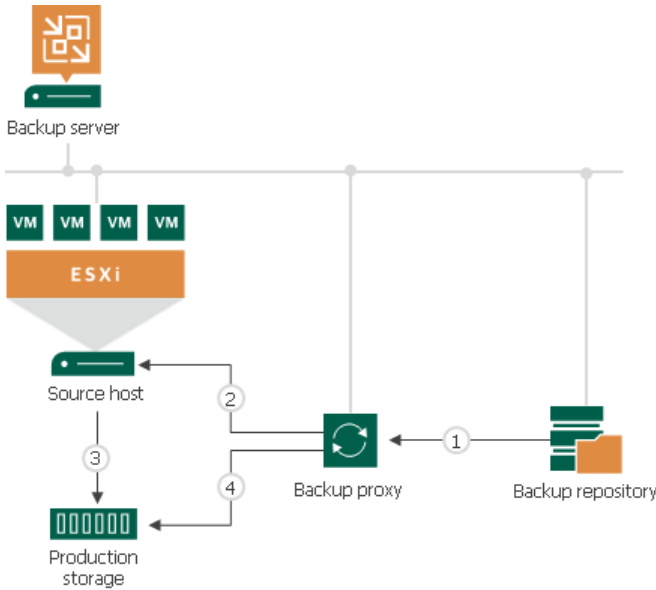 Backup server
VM VM VM VM
ESXi
Source host
2
1
3
4
Backup proxy
Backup repository
Production
storage